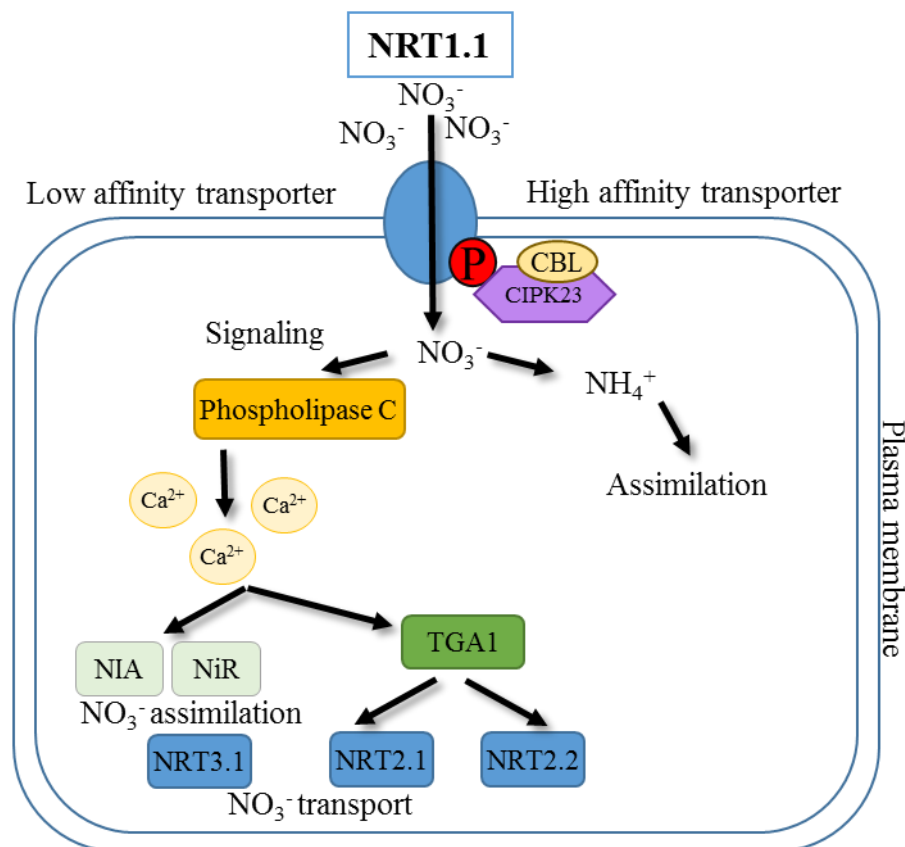 NRT1.1
NO₃⁻
NO₃⁻ NO₃⁻
Low affinity transporter
High affinity transporter
P
CBL
CIPK23
Signaling
NO₃⁻
NH₄⁺
Phospholipase C
Assimilation
Plasma membrane
Ca²⁺
Ca²⁺
Ca²⁺
TGA1
NIA
NiR
NO₃⁻ assimilation
NRT3.1
NRT2.1
NRT2.2
NO₃⁻ transport